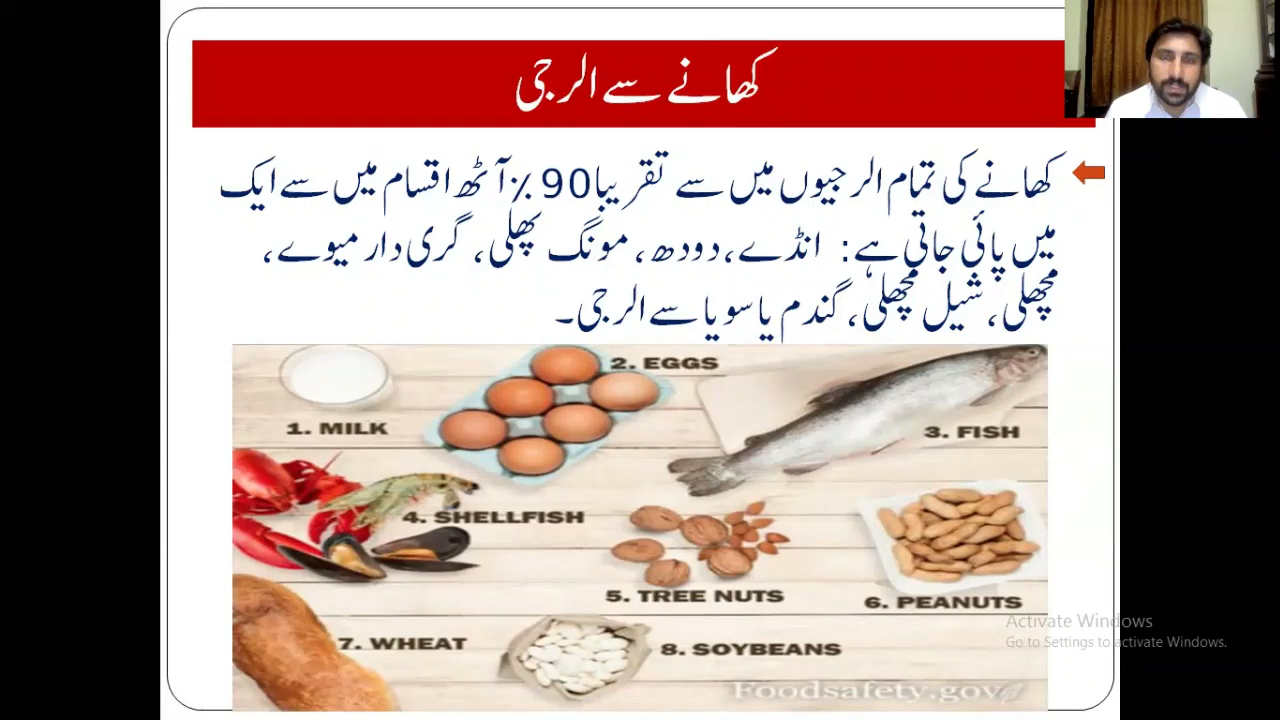 کھانے سے الرجی
کھانے کی تمام الرجیوں میں سے تقریبا90٪ آٹھ اقسام میں سے ایک
میں پائی جاتی ہے: انڈے، دودھ، مونگ پھلی، گری دار میوے،
مچھلی، شیل مچھلی، گندم یا سویا سے الرجی۔
2. EGGS
1. MILK
3. FISH
4. SHELLFISH
5. TREE NUTS
6. PEANUTS
7. WHEAT
8. SOYBEANS
Foodsafety.gov
Activate Windows
Go to Settings to activate Windows.